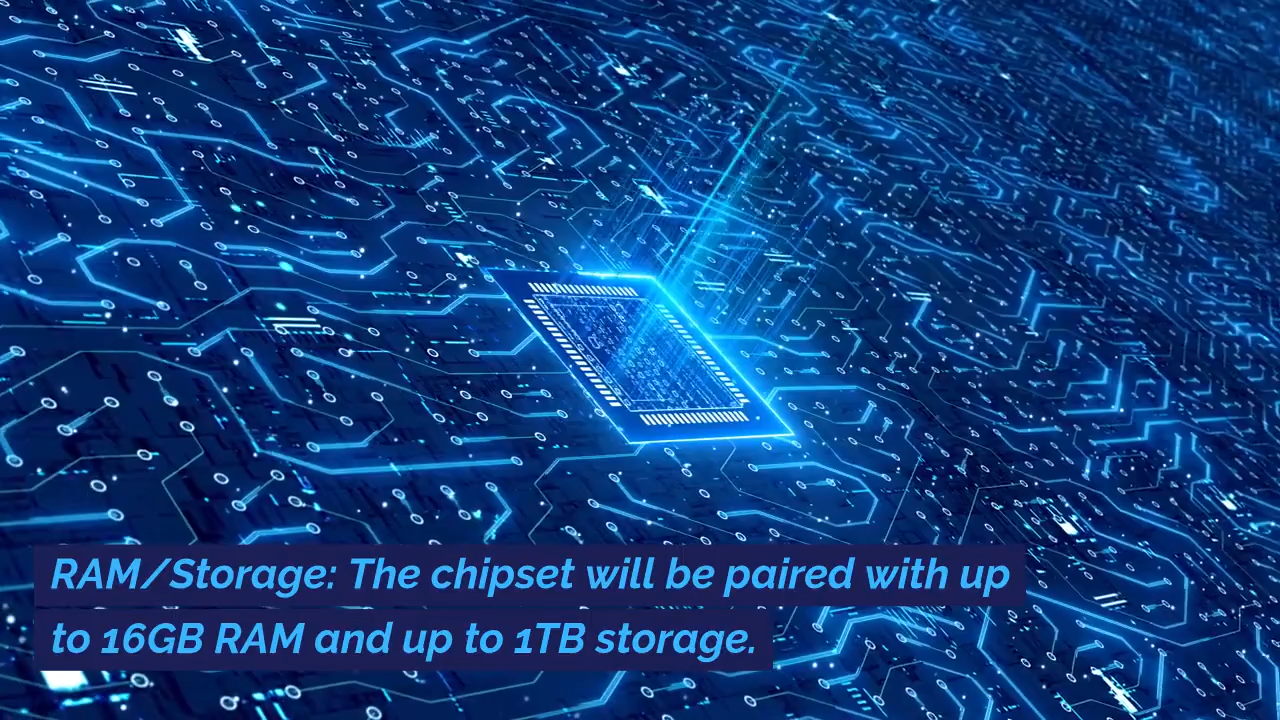 RAM/Storage: The chipset will be paired with up
to 16GB RAM and up to 1TB storage.